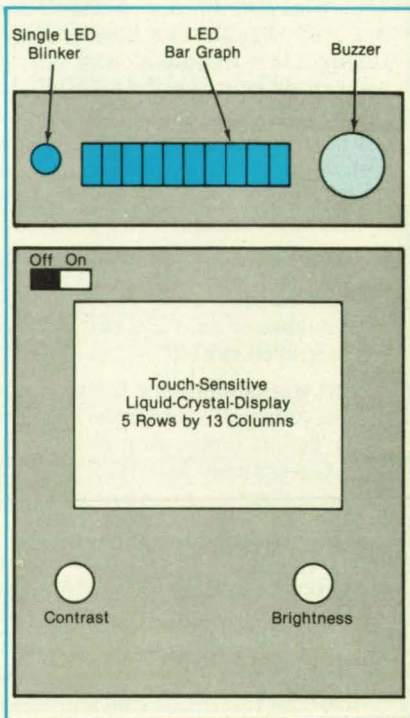 Single LED
Blinker
LED
Bar Graph
Buzzer
Off On
Touch-Sensitive
Liquid-Crystal-Display
5 Rows by 13 Columns
Contrast
Brightness